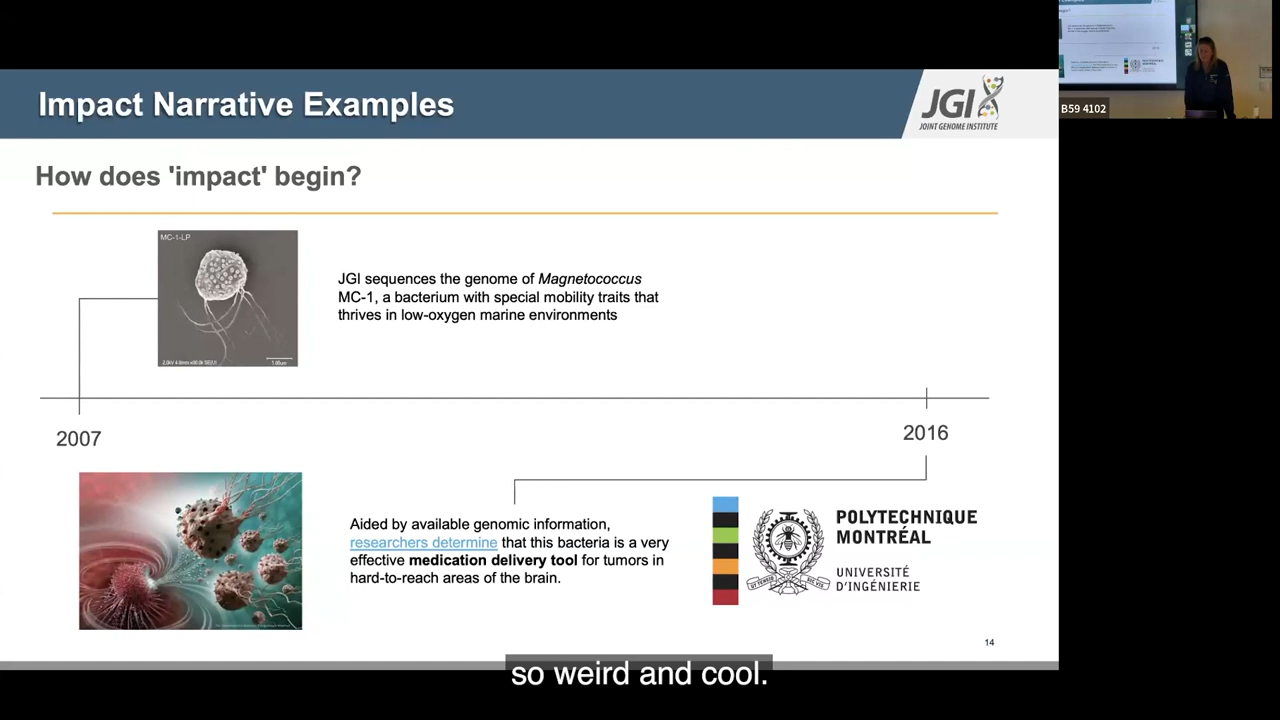 Impact Narrative Examples
JGI
JOINT GENOME INSTITUTE
B59 4102
How does 'impact' begin?
MC-1-LP
JGI sequences the genome of Magnetococcus
MC-1, a bacterium with special mobility traits that
thrives in low-oxygen marine environments
2007
2016
Aided by available genomic information,
researchers determine that this bacteria is a very
effective medication delivery tool for tumors in
hard-to-reach areas of the brain.
POLYTECHNIQUE
MONTRÉAL
UNIVERSITÉ
D'INGÉNIERIE
14
so weird and cool.